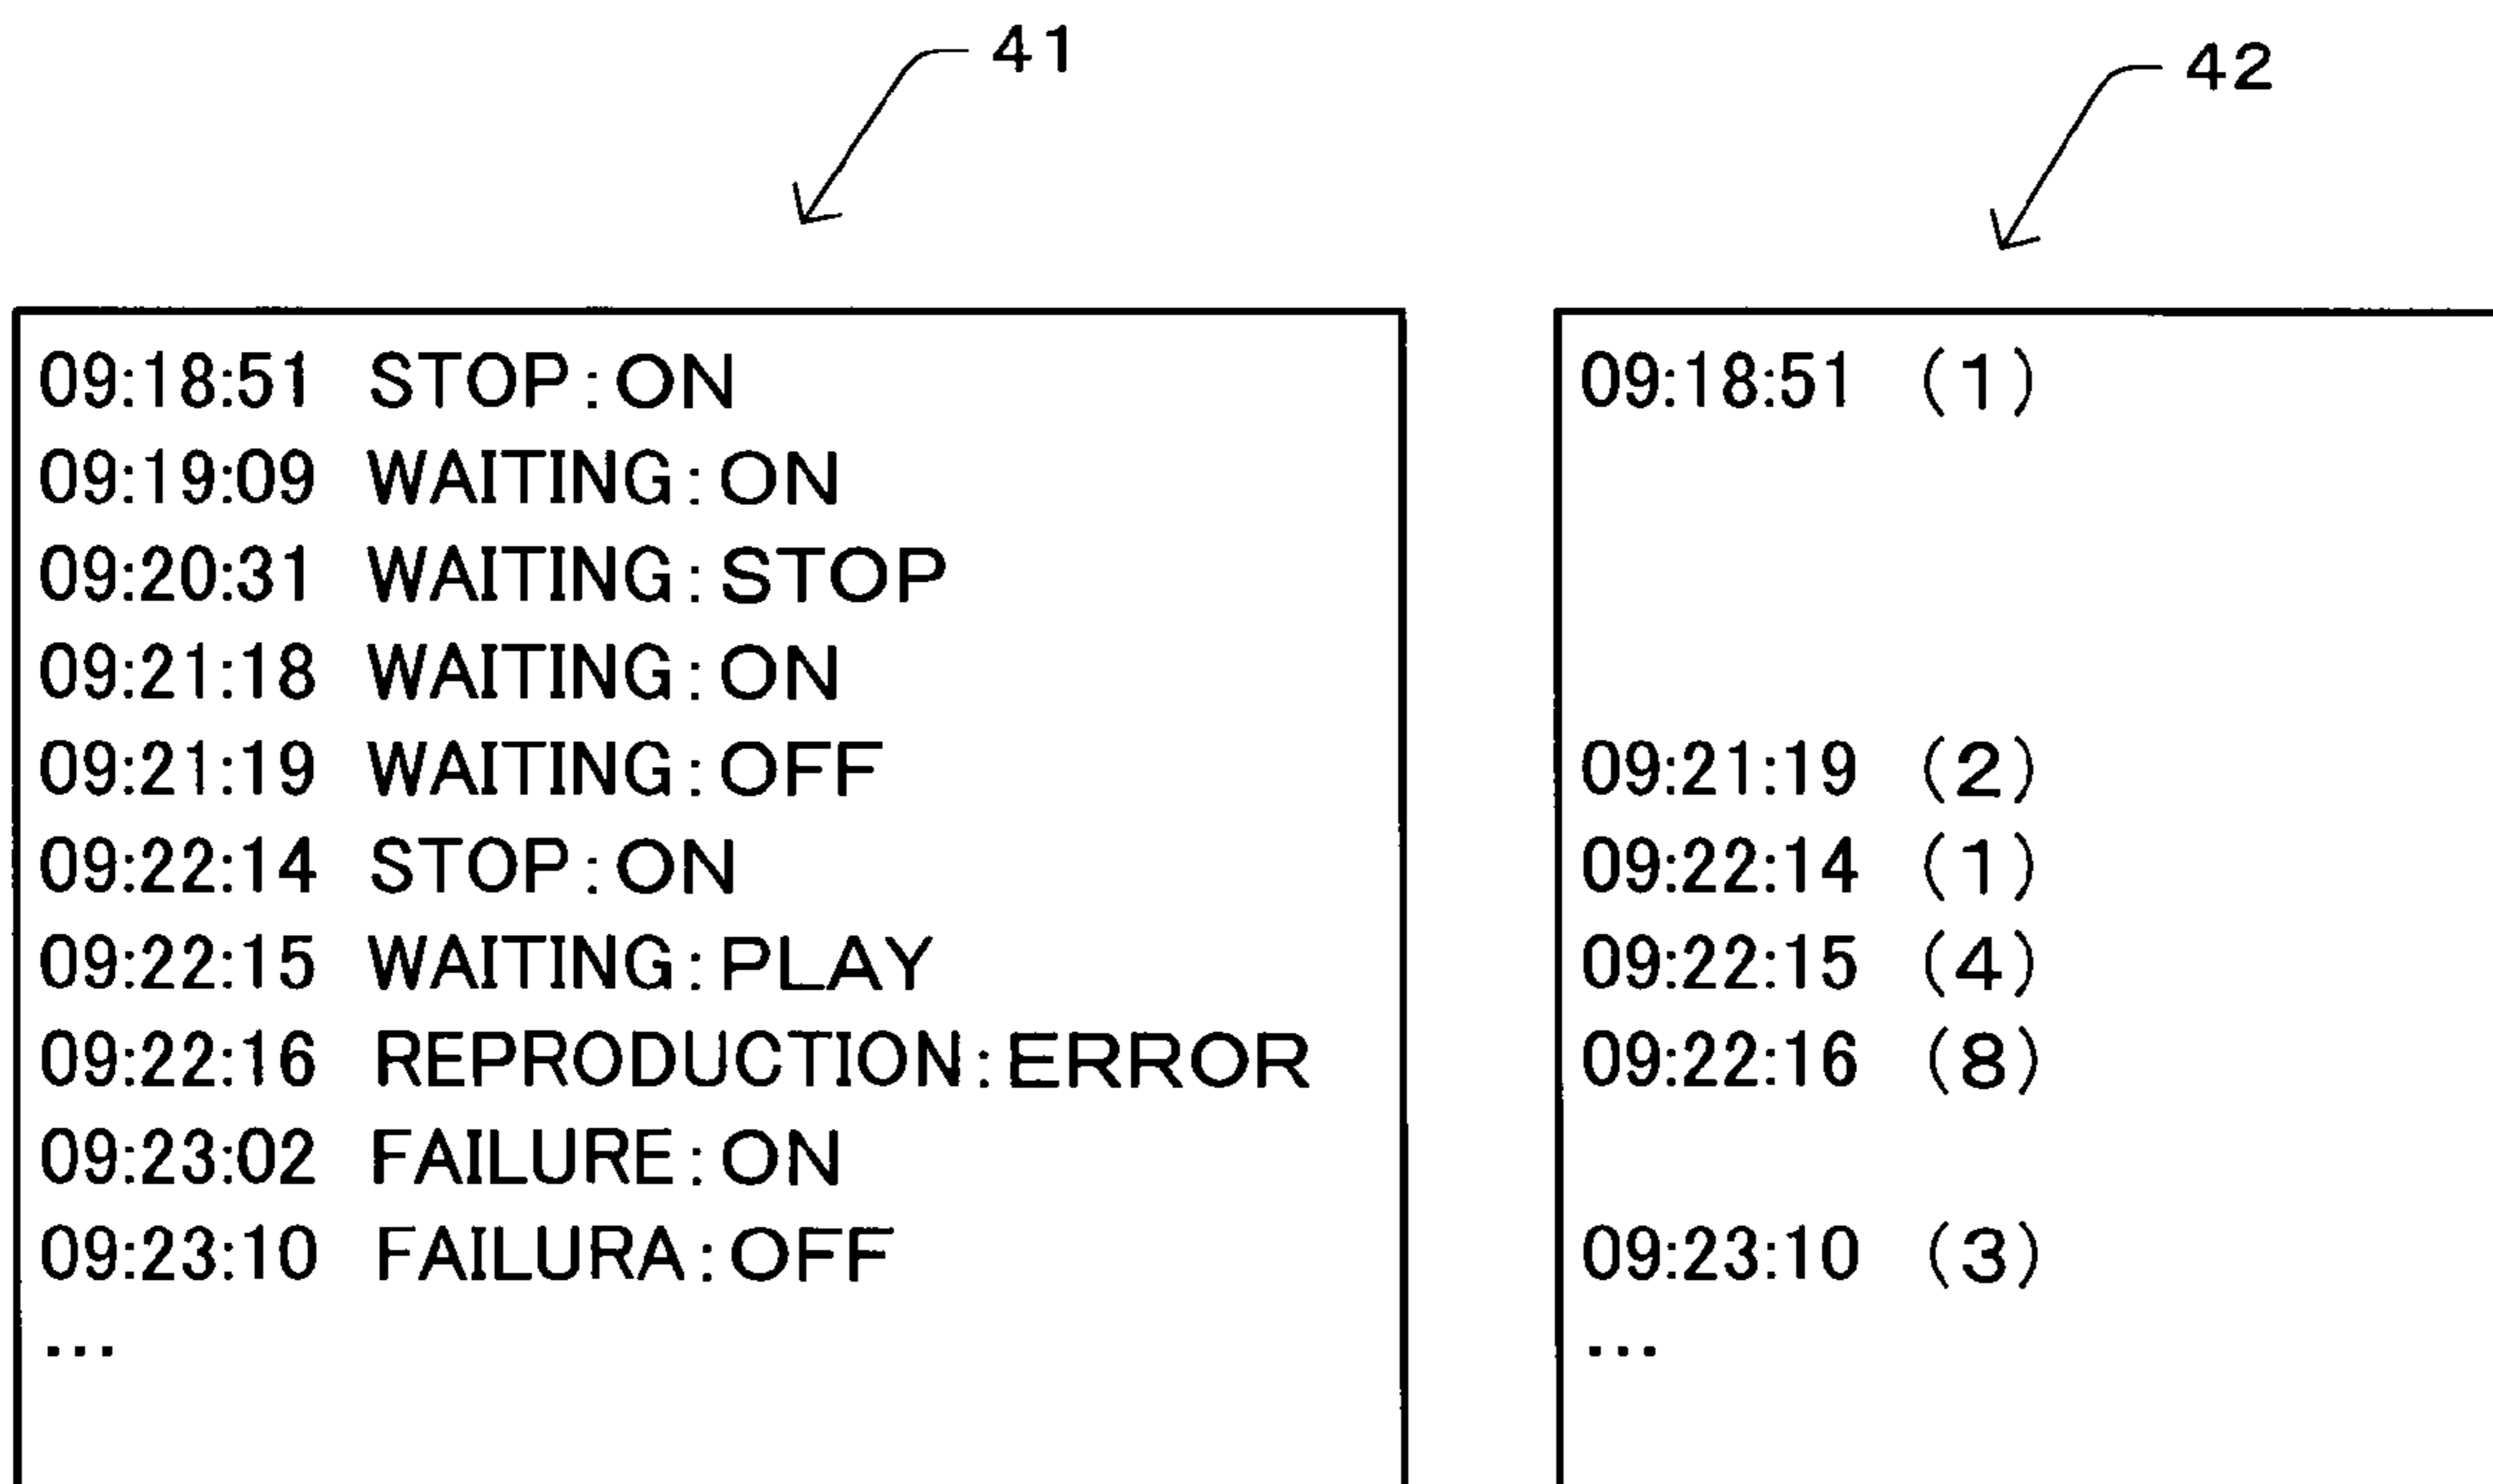 41
42
09:18:51 STOP:ON
09:19:09 WAITING:ON
09:20:31 WAITING:STOP
09:21:18 WAITING:ON
09:21:19 WAITING:OFF
09:22:14 STOP:ON
09:22:15 WAITING:PLAY
09:22:16 REPRODUCTION:ERROR
09:23:02 FAILURE:ON
09:23:10 FAILURA:OFF
...
09:18:51 (1)
09:21:19 (2)
09:22:14 (1)
09:22:15 (4)
09:22:16 (8)
09:23:10 (3)
...